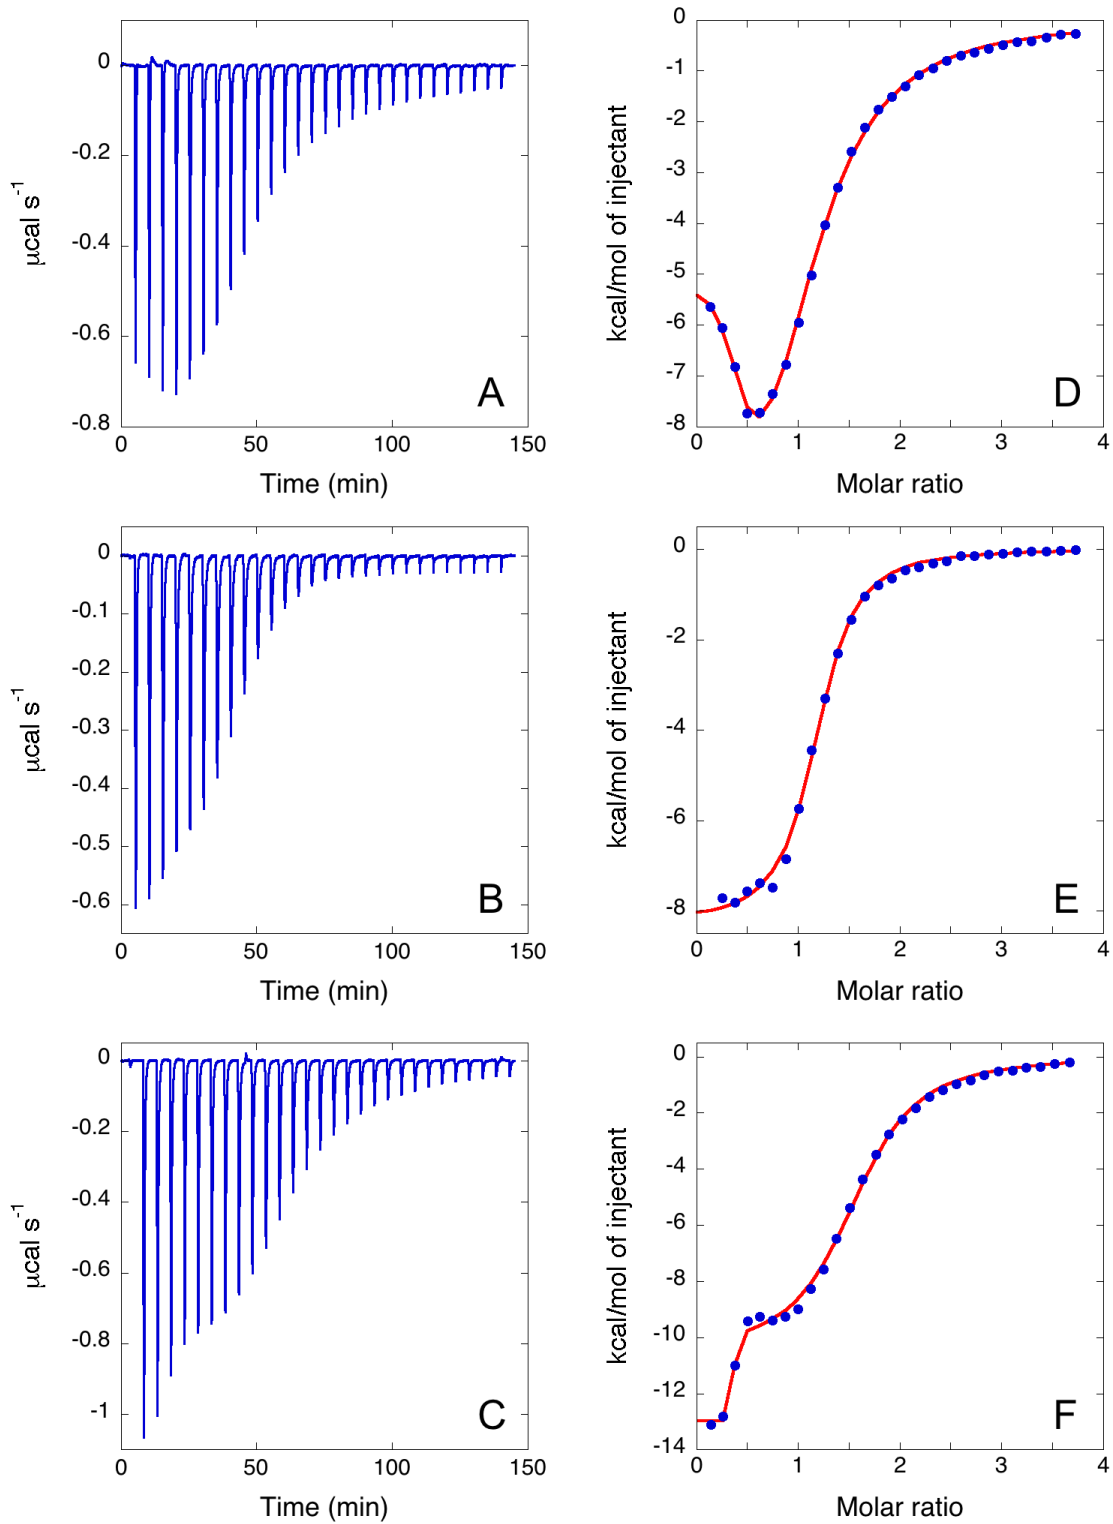 0
-0.2
-0.4
-0.6
-0.8
μcal s⁻¹
0 50 100 150
Time (min)
A
0
-1
-2
-3
-4
-5
-6
-7
-8
kcal/mol of injectant
0 1 2 3 4
Molar ratio
D
0
-0.1
-0.2
-0.3
-0.4
-0.5
-0.6
μcal s⁻¹
0 50 100 150
Time (min)
B
0
-2
-4
-6
-8
kcal/mol of injectant
0 1 2 3 4
Molar ratio
E
0
-0.2
-0.4
-0.6
-0.8
-1
μcal s⁻¹
0 50 100 150
Time (min)
C
0
-2
-4
-6
-8
-10
-12
-14
kcal/mol of injectant
0 1 2 3 4
Molar ratio
F